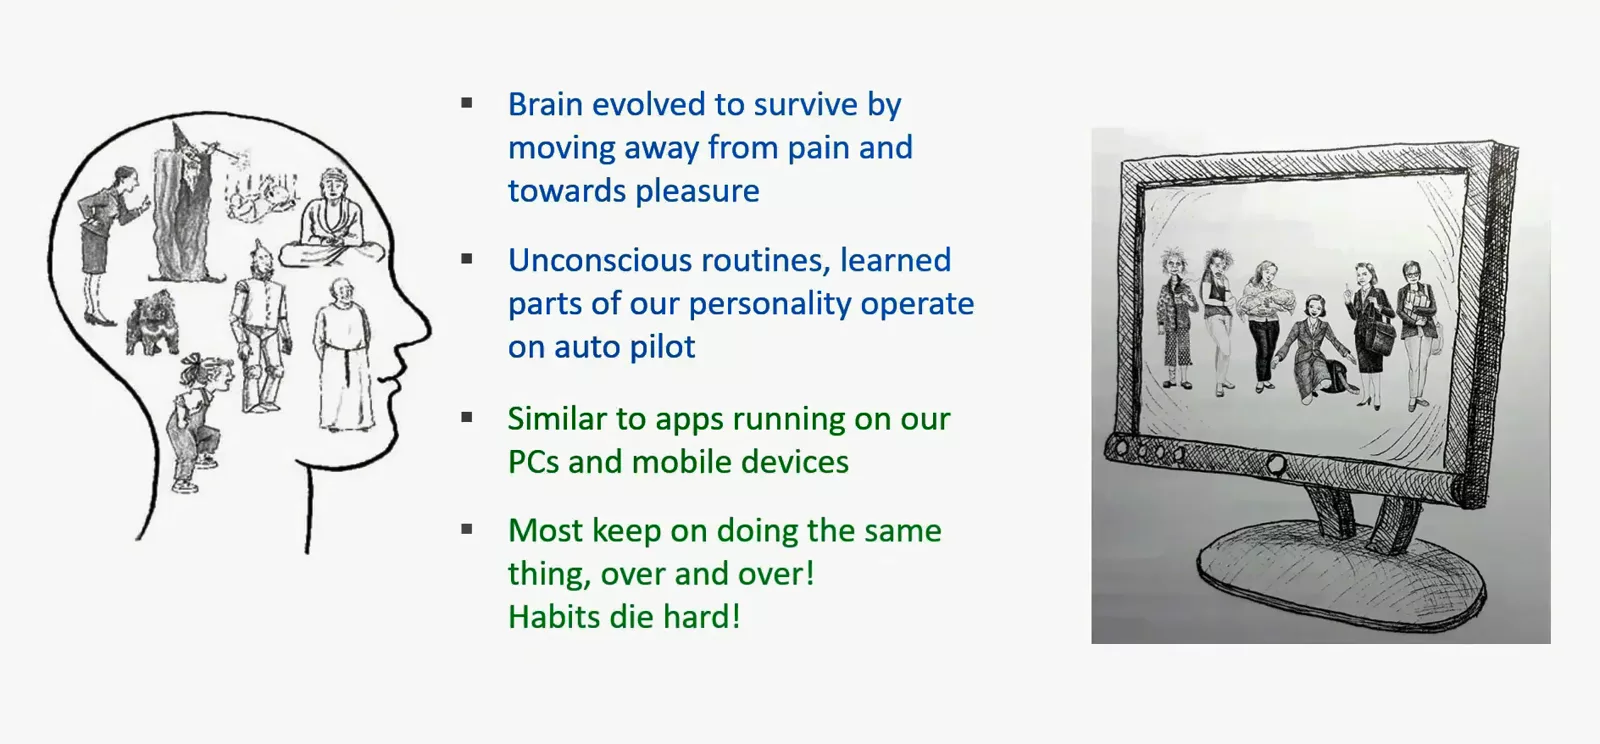 Brain evolved to survive by
moving away from pain and
towards pleasure
Unconscious routines, learned
parts of our personality operate
on auto pilot
Similar to apps running on our
PCs and mobile devices
Most keep on doing the same
thing, over and over!
Habits die hard!